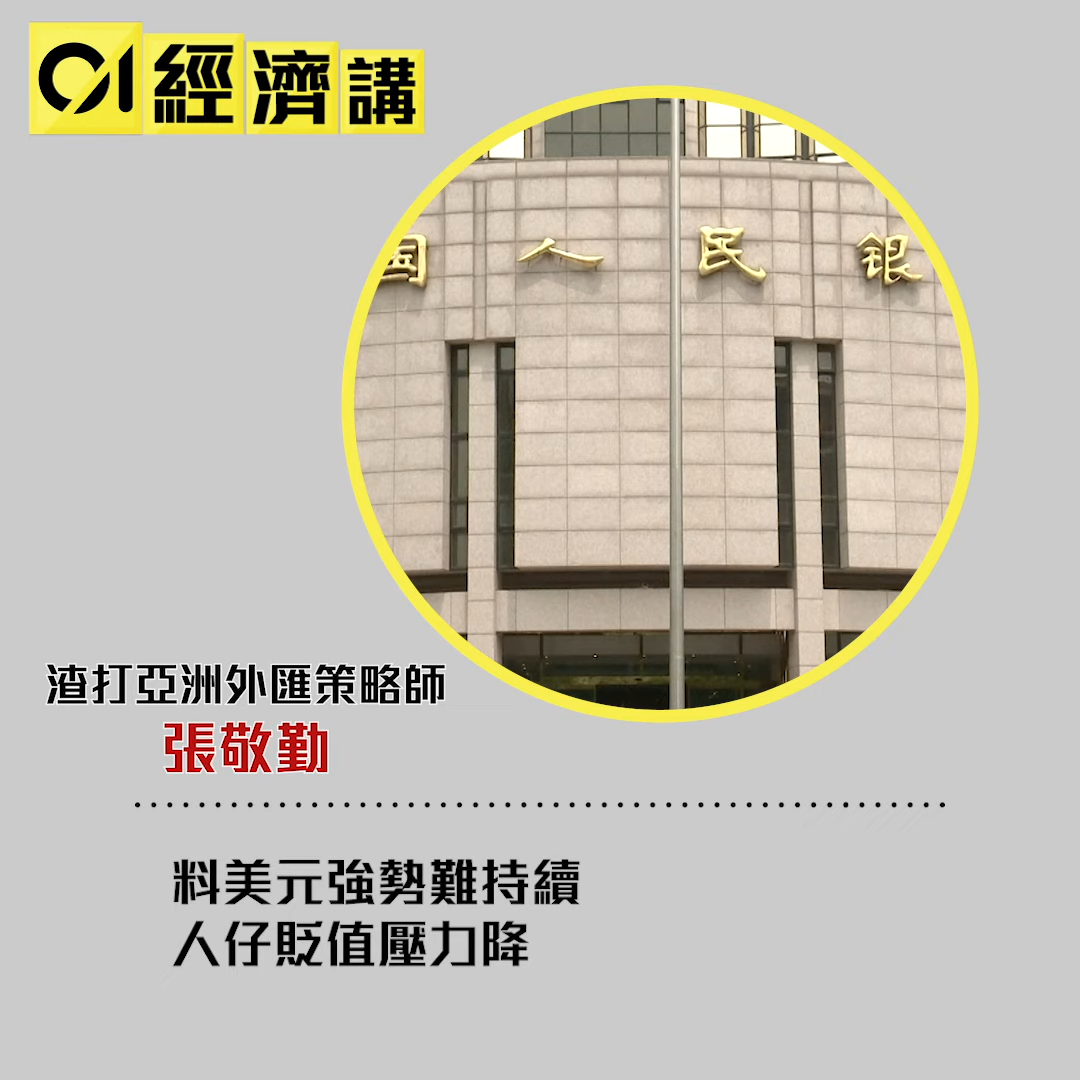 01經濟講
国人民银
渣打亞洲外匯策略師
張敬勤
料美元強勢難持續
人仔貶值壓力降